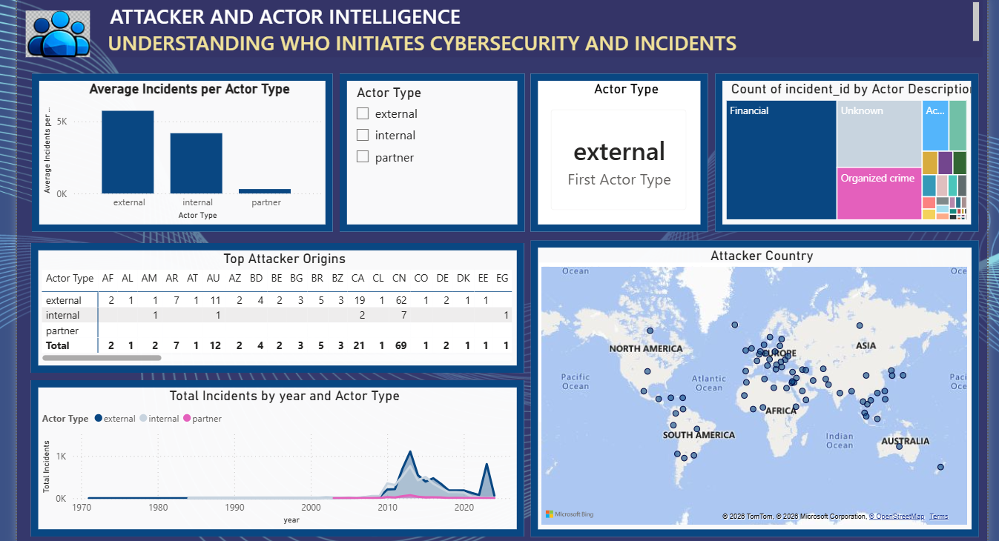 ATTACKER AND ACTOR INTELLIGENCE
UNDERSTANDING WHO INITIATES CYBERSECURITY AND INCIDENTS
Average Incidents per Actor Type
Average Incidents per ...
5K
0K
external internal partner
Actor Type
Actor Type
external
internal
partner
Actor Type
external
First Actor Type
Count of incident_id by Actor Description
Financial
Unknown
Ac...
Organized crime
Top Attacker Origins
Actor Type AF AL AM AR AT AU AZ BD BE BG BR BZ CA CL CN CO DE DK EE EG
external 2 1 1 7 1 11 2 4 2 3 5 3 19 1 62 1 2 1 1
internal 1 1 2 7 1
partner
Total 2 1 2 7 1 12 2 4 2 3 5 3 21 1 69 1 2 1 1 1
Attacker Country
Ocean
Oce
NORTH AMERICA
EUROPE
ASIA
Pacific
Ocean
Atlantic
Ocean
Paci
Oce
AFRICA
SOUTH AMERICA
Indian
Ocean
AUSTRALIA
Microsoft Bing
© 2026 TomTom, © 2026 Microsoft Corporation, © OpenStreetMap Terms
Total Incidents by year and Actor Type
Actor Type external internal partner
Total Incidents
1K
0K
1970 1980 1990 2000 2010 2020
year